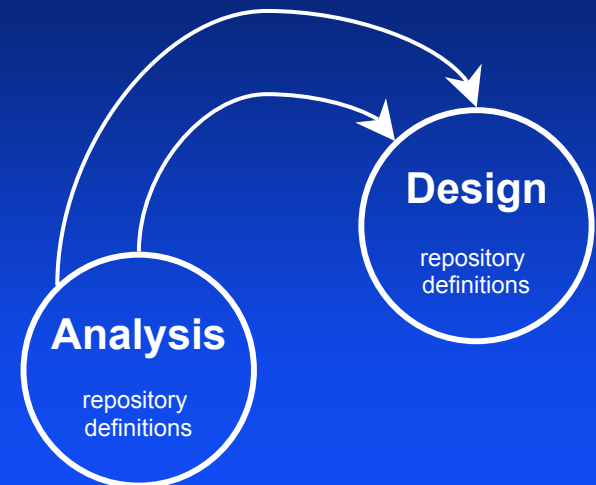 Design
repository
definitions
Analysis
repository
definitions